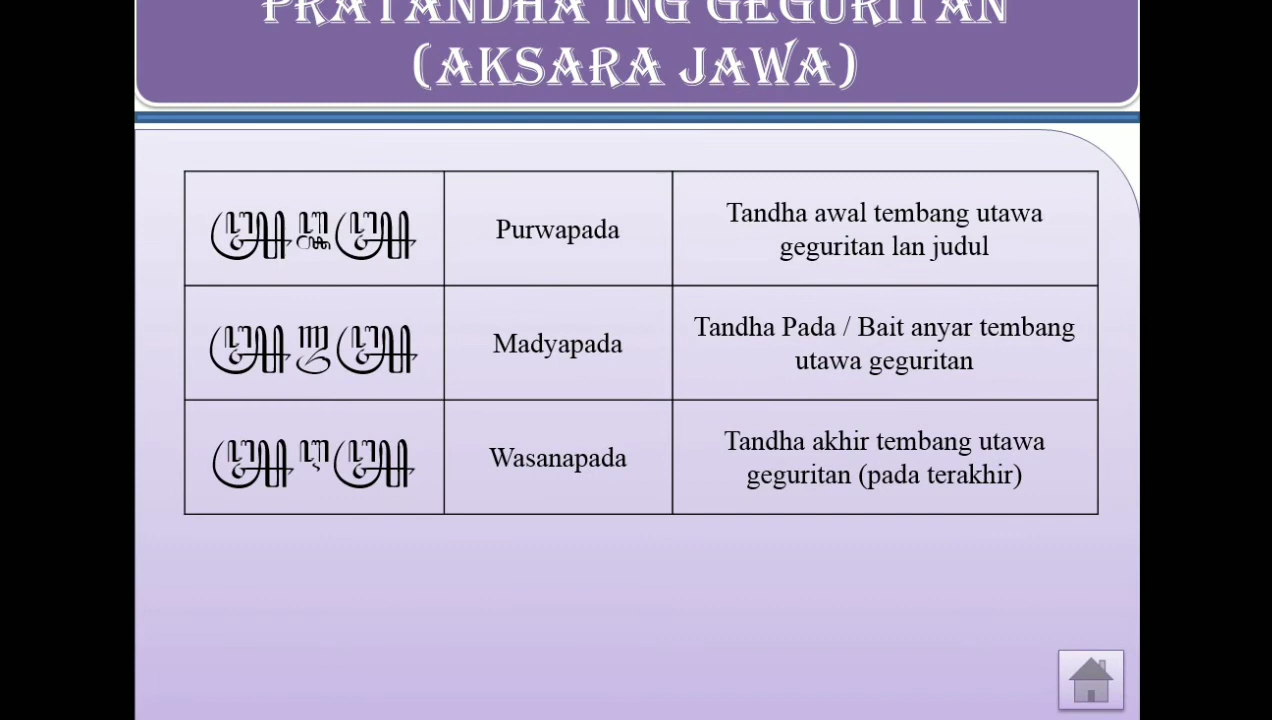 PRATANDHA ING GEGURITAN
(AKSARA JAWA)
Purwapada
Tandha awal tembang utawa
geguritan lan judul
Madyapada
Tandha Pada / Bait anyar tembang
utawa geguritan
Wasanapada
Tandha akhir tembang utawa
geguritan (pada terakhir)